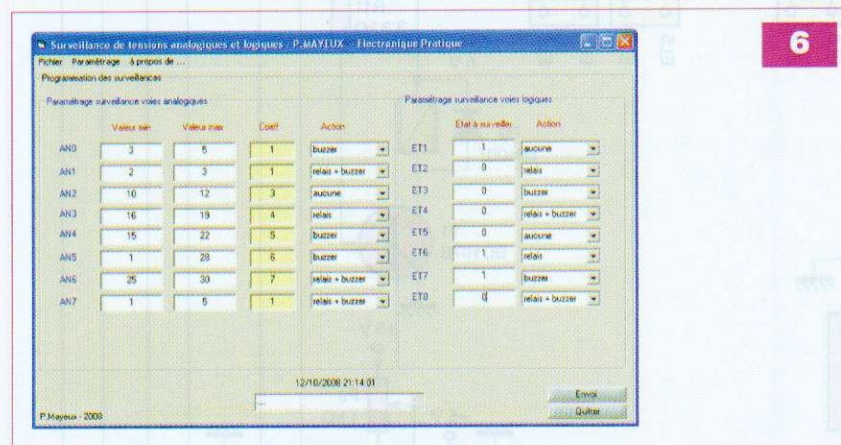 6
Surveillance de tensions analogiques et logiques - P.MAYEUX - Electronique Pratique
Fichier Paramétrage à propos de ...
Programmation des surveillances
Paramétrage surveillance voies analogiques
Valeur min Valeur max Coeff Action
AN0 3 5 1 buzzer
AN1 2 3 1 relais + buzzer
AN2 10 12 3 aucune
AN3 16 19 4 relais
AN4 15 22 5 buzzer
AN5 1 28 6 buzzer
AN6 25 30 7 relais + buzzer
AN7 1 5 1 relais + buzzer
Paramétrage surveillance voies logiques
Etat à surveiller Action
ET1 1 aucune
ET2 0 relais
ET3 0 buzzer
ET4 0 relais + buzzer
ET5 0 aucune
ET6 1 relais
ET7 1 buzzer
ET8 0 relais + buzzer
12/10/2008 21:14:01
...
Envoi
Quitter
P.Mayeux - 2008